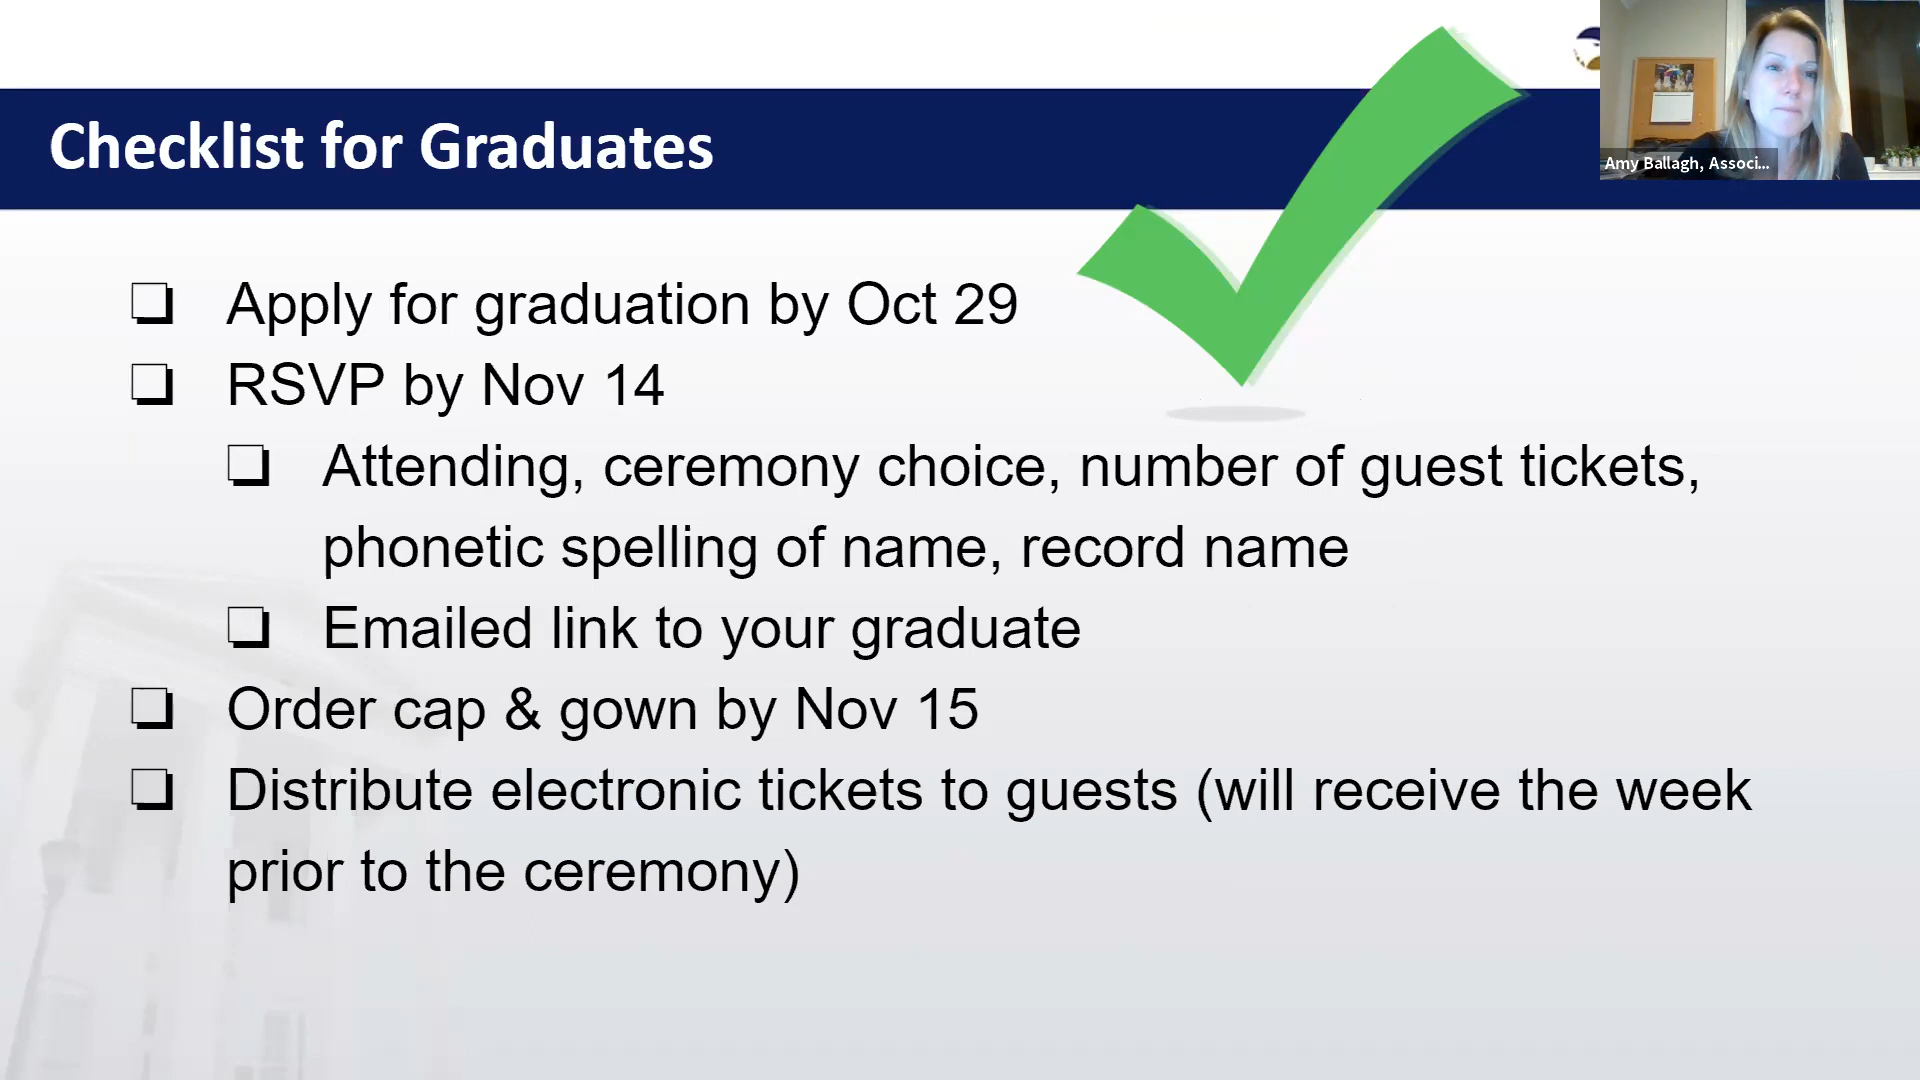 Checklist for Graduates
Amy Ballagh, Associ...
Apply for graduation by Oct 29
RSVP by Nov 14
Attending, ceremony choice, number of guest tickets,
phonetic spelling of name, record name
Emailed link to your graduate
Order cap & gown by Nov 15
Distribute electronic tickets to guests (will receive the week
prior to the ceremony)